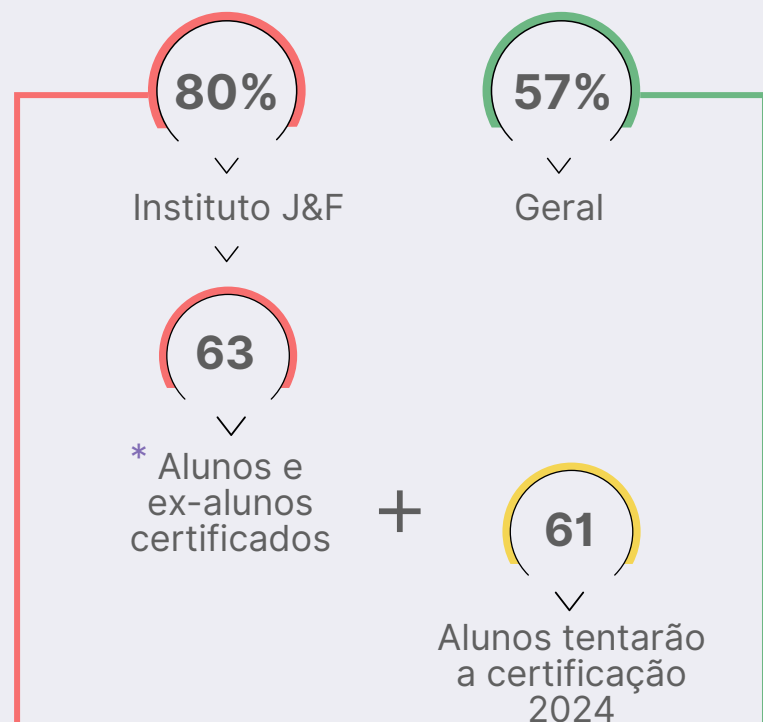 80%
57%
Instituto J&F
Geral
63
* Alunos e
ex-alunos
certificados
+
61
Alunos tentarão
a certificação
2024